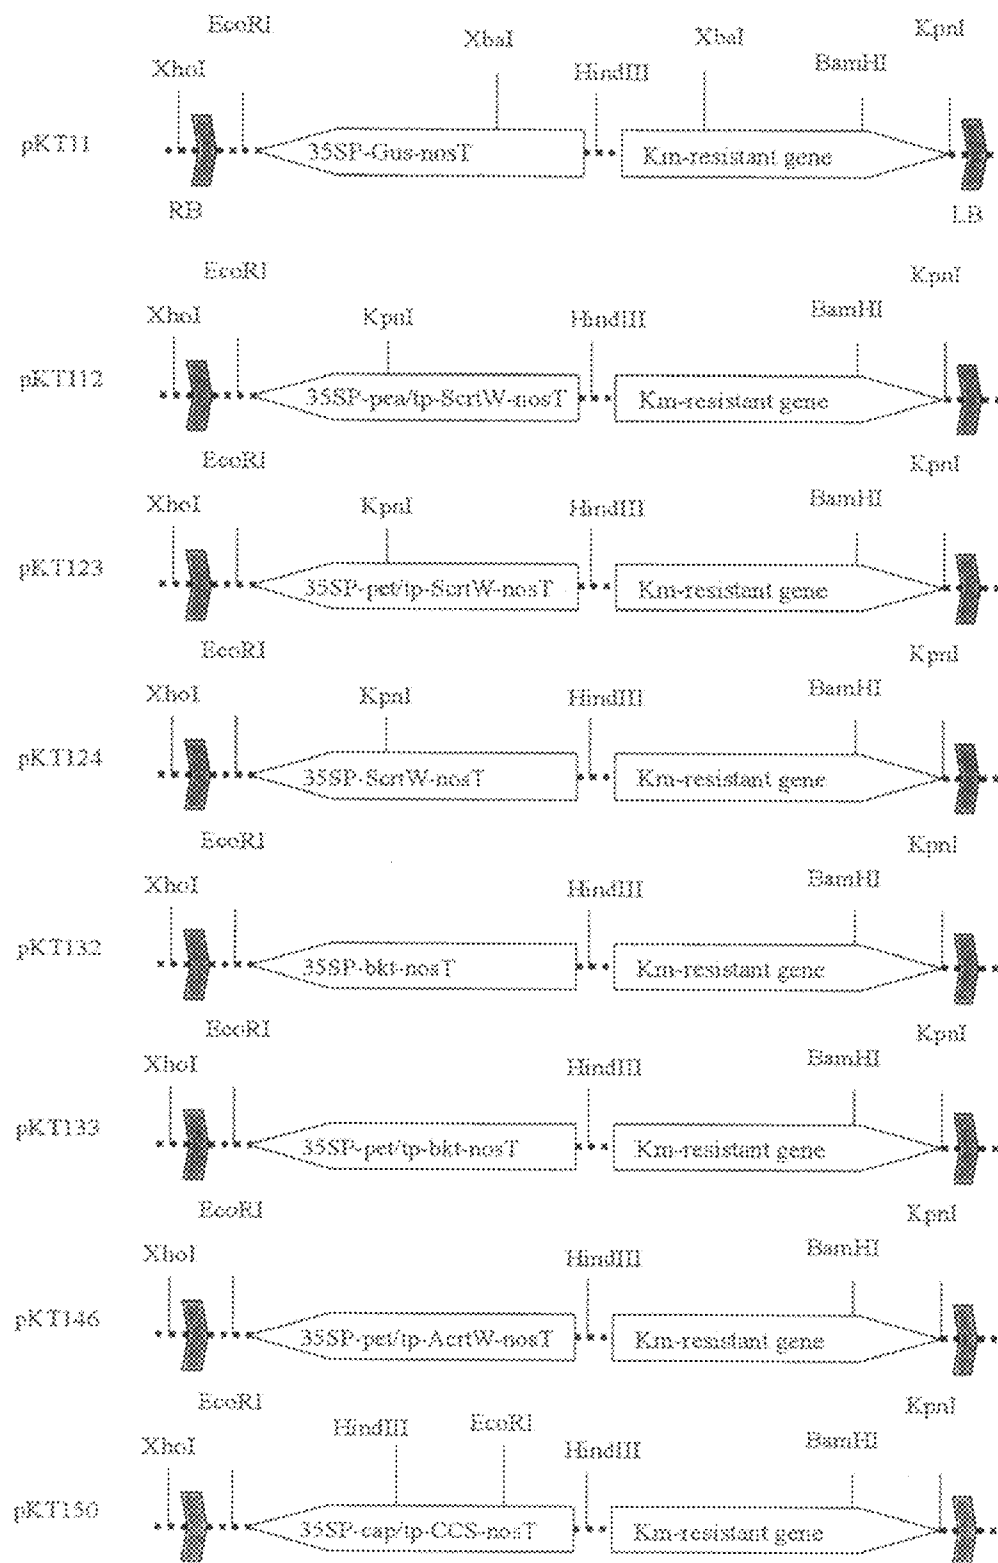 EcoRI
XbaI
XbaI
KpnI
XhoI
HindIII
BamHI
pKT11
35SP-Gus-nosT
Km-resistant gene
RB
LB
EcoRI
KpnI
XhoI
KpnI
HindIII
BamHI
pKT112
35SP-pea/tp-ScrtW-nosT
Km-resistant gene
EcoRI
KpnI
XhoI
KpnI
HindIII
BamHI
pKT123
35SP-pet/tp-ScrtW-nosT
Km-resistant gene
EcoRI
KpnI
XhoI
KpnI
HindIII
BamHI
pKT124
35SP-ScrtW-nosT
Km-resistant gene
EcoRI
KpnI
XhoI
HindIII
BamHI
pKT132
35SP-bkt-nosT
Km-resistant gene
EcoRI
KpnI
XhoI
HindIII
BamHI
pKT133
35SP-pet/tp-bkt-nosT
Km-resistant gene
EcoRI
KpnI
XhoI
HindIII
BamHI
pKT146
35SP-pet/tp-AcrtW-nosT
Km-resistant gene
EcoRI
KpnI
XhoI
HindIII
EcoRI
HindIII
BamHI
pKT150
35SP-cap/tp-CCS-nosT
Km-resistant gene